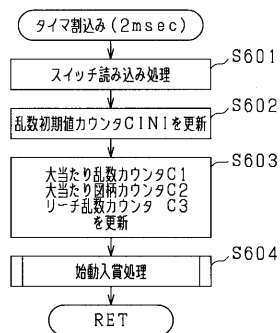 タイマ割込み(2msec)
S601
スイッチ読み込み処理
S602
乱数初期値カウンタCINIを更新
S603
大当たり乱数カウンタC1
大当たり図柄カウンタC2
リーチ乱数カウンタ C3
を更新
S604
始動入賞処理
RET